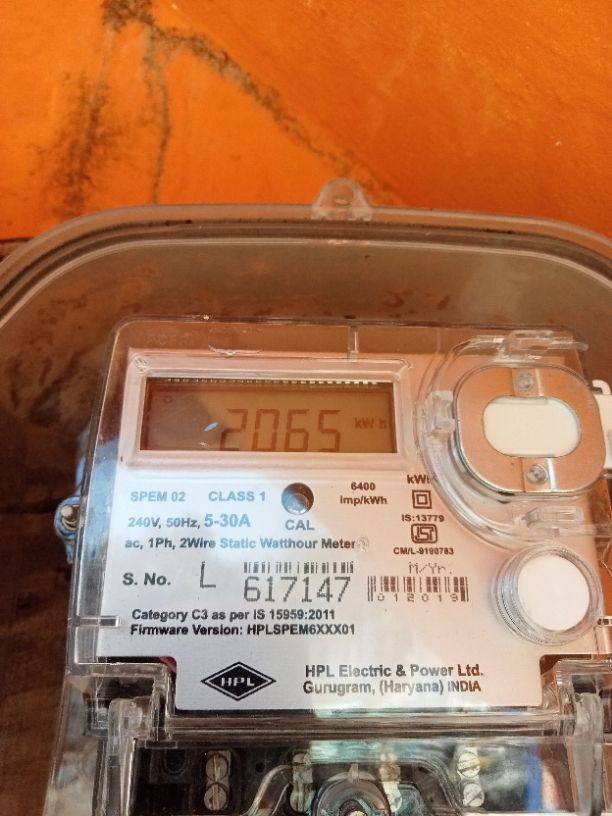 2065 kWh
SPEM 02 CLASS 1
6400 imp/kWh
kWh
240V, 50Hz, 5-30A
CAL
IS:13779
ac, 1Ph, 2Wire Static Watthour Meter
CM/L-9190783
S. No. L 617147
M/Yr.
012019
Category C3 as per IS 15959:2011
Firmware Version: HPLSPEM6XXX01
HPL
HPL Electric & Power Ltd.
Gurugram, (Haryana) INDIA